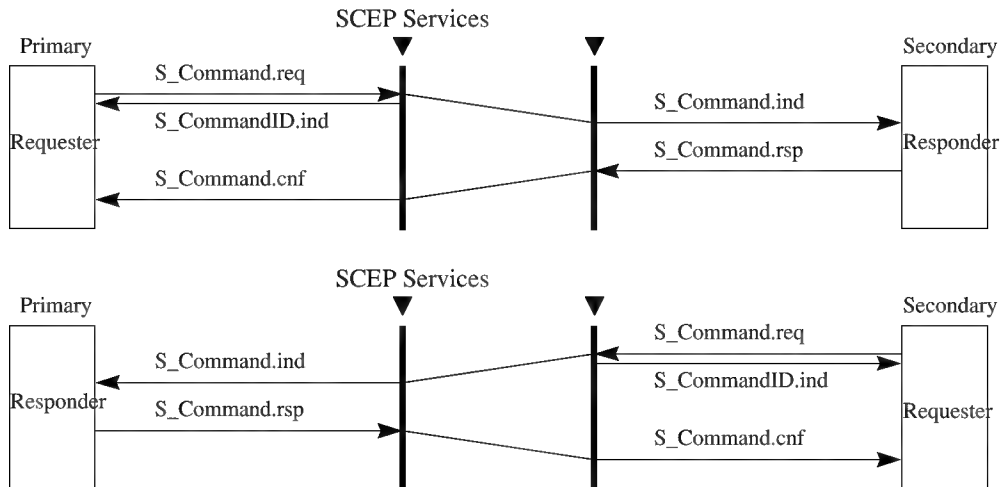 SCEP Services
Primary
Secondary
S_Command.req
S_CommandID.ind
S_Command.ind
Requester
Responder
S_Command.rsp
S_Command.cnf
SCEP Services
Primary
Secondary
S_Command.req
S_Command.ind
S_CommandID.ind
Responder
Requester
S_Command.rsp
S_Command.cnf